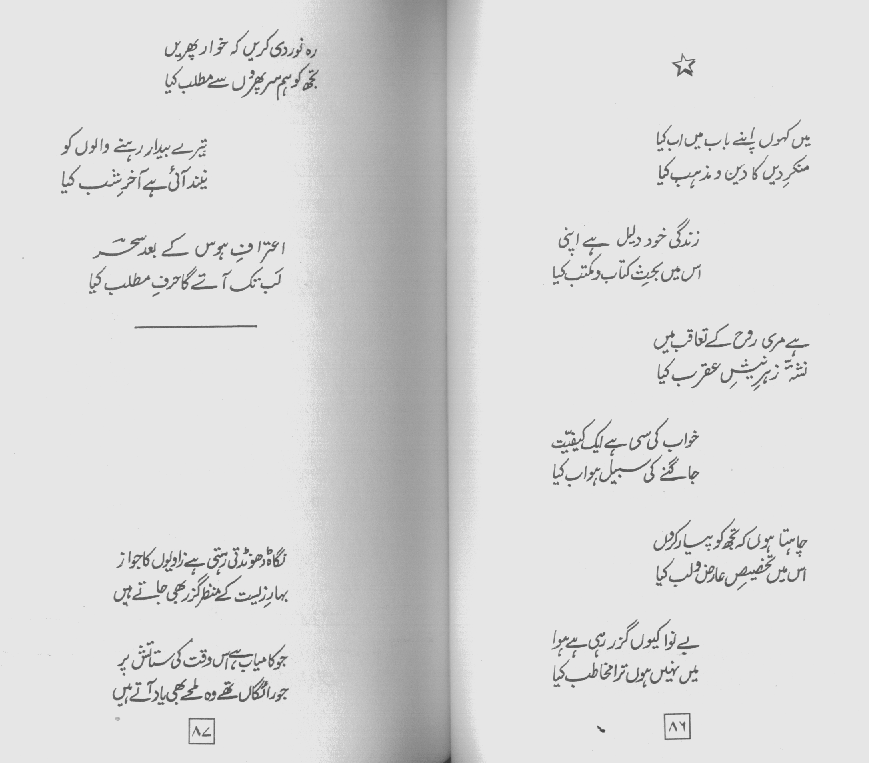 میں کہوں اپنے باب میں اب کیا
منکرِ دیں کا دین و مذہب کیا
زندگی خود دلیل ہے اپنی
اس میں بحثِ کتاب و مکتب کیا
ہے مری روح کے تعاقب میں
نشۂ زہرِ نیشِ عقرب کیا
خواب کی سی ہے ایک کیفیّت
جاگنے کی سبیل ہو اب کیا
چاہتا ہوں کہ تجھ کو پیار کروں
اس میں تخصیصِ عارض و لب کیا
بے نوا کیوں گزر رہی ہے ہوا
میں نہیں ہوں ترا مخاطب کیا
۸۶
رہ نوردی کریں کہ خوار پھریں
تجھ کو ہم سر پھروں سے مطلب کیا
تیرے بیدار رہنے والوں کو
نیند آئی ہے آخرِ شب کیا
اعترافِ ہوس کے بعد سحر
لب تک آئے گا حرفِ مطلب کیا
نگاہ ڈھونڈتی رہتی ہے زاویوں کا جواز
بہارِ زیست کے منظر گزر بھی جاتے ہیں
جو کامیاب ہے اس وقت کی ستائش پر
جو رائگاں تھے وہ لمحے بھی یاد آتے ہیں
۸۷